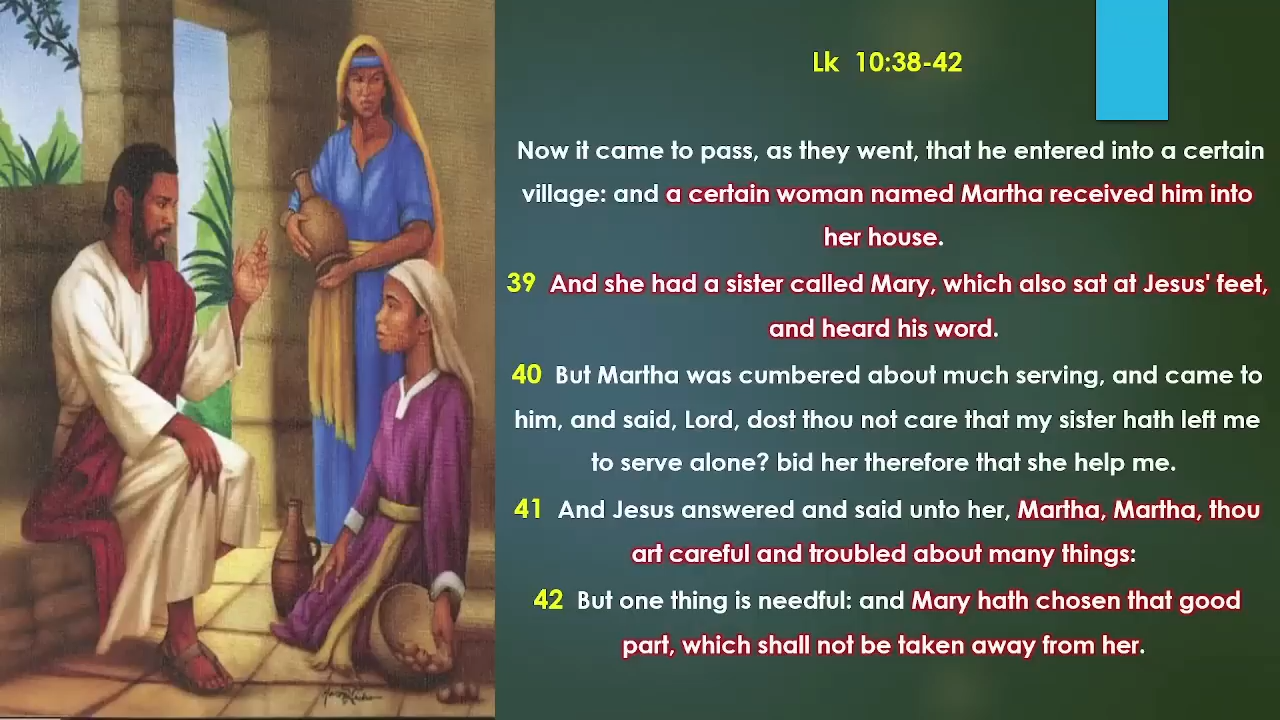 Lk 10:38-42
Now it came to pass, as they went, that he entered into a certain
village: and a certain woman named Martha received him into
her house.
39 And she had a sister called Mary, which also sat at Jesus' feet,
and heard his word.
40 But Martha was cumbered about much serving, and came to
him, and said, Lord, dost thou not care that my sister hath left me
to serve alone? bid her therefore that she help me.
41 And Jesus answered and said unto her, Martha, Martha, thou
art careful and troubled about many things:
42 But one thing is needful: and Mary hath chosen that good
part, which shall not be taken away from her.